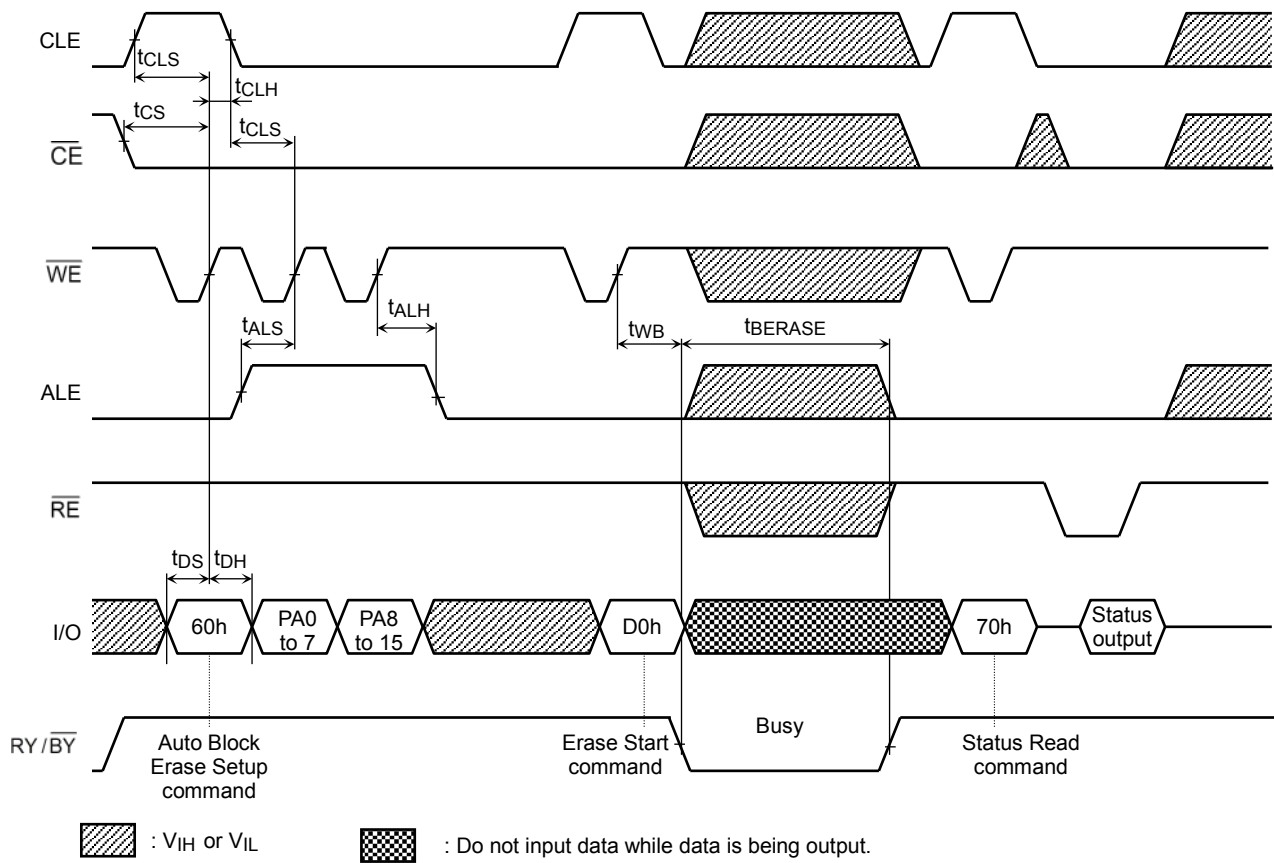 CLE
tCLS
tCLH
tCS
tCLS
CE
WE
tALS
tALH
tWB
tBERASE
ALE
RE
tDS
tDH
I/O
60h
PA0
to 7
PA8
to 15
D0h
70h
Status
output
RY/BY
Busy
Auto Block
Erase Setup
command
Erase Start
command
Status Read
command
: VIH or VIL
: Do not input data while data is being output.